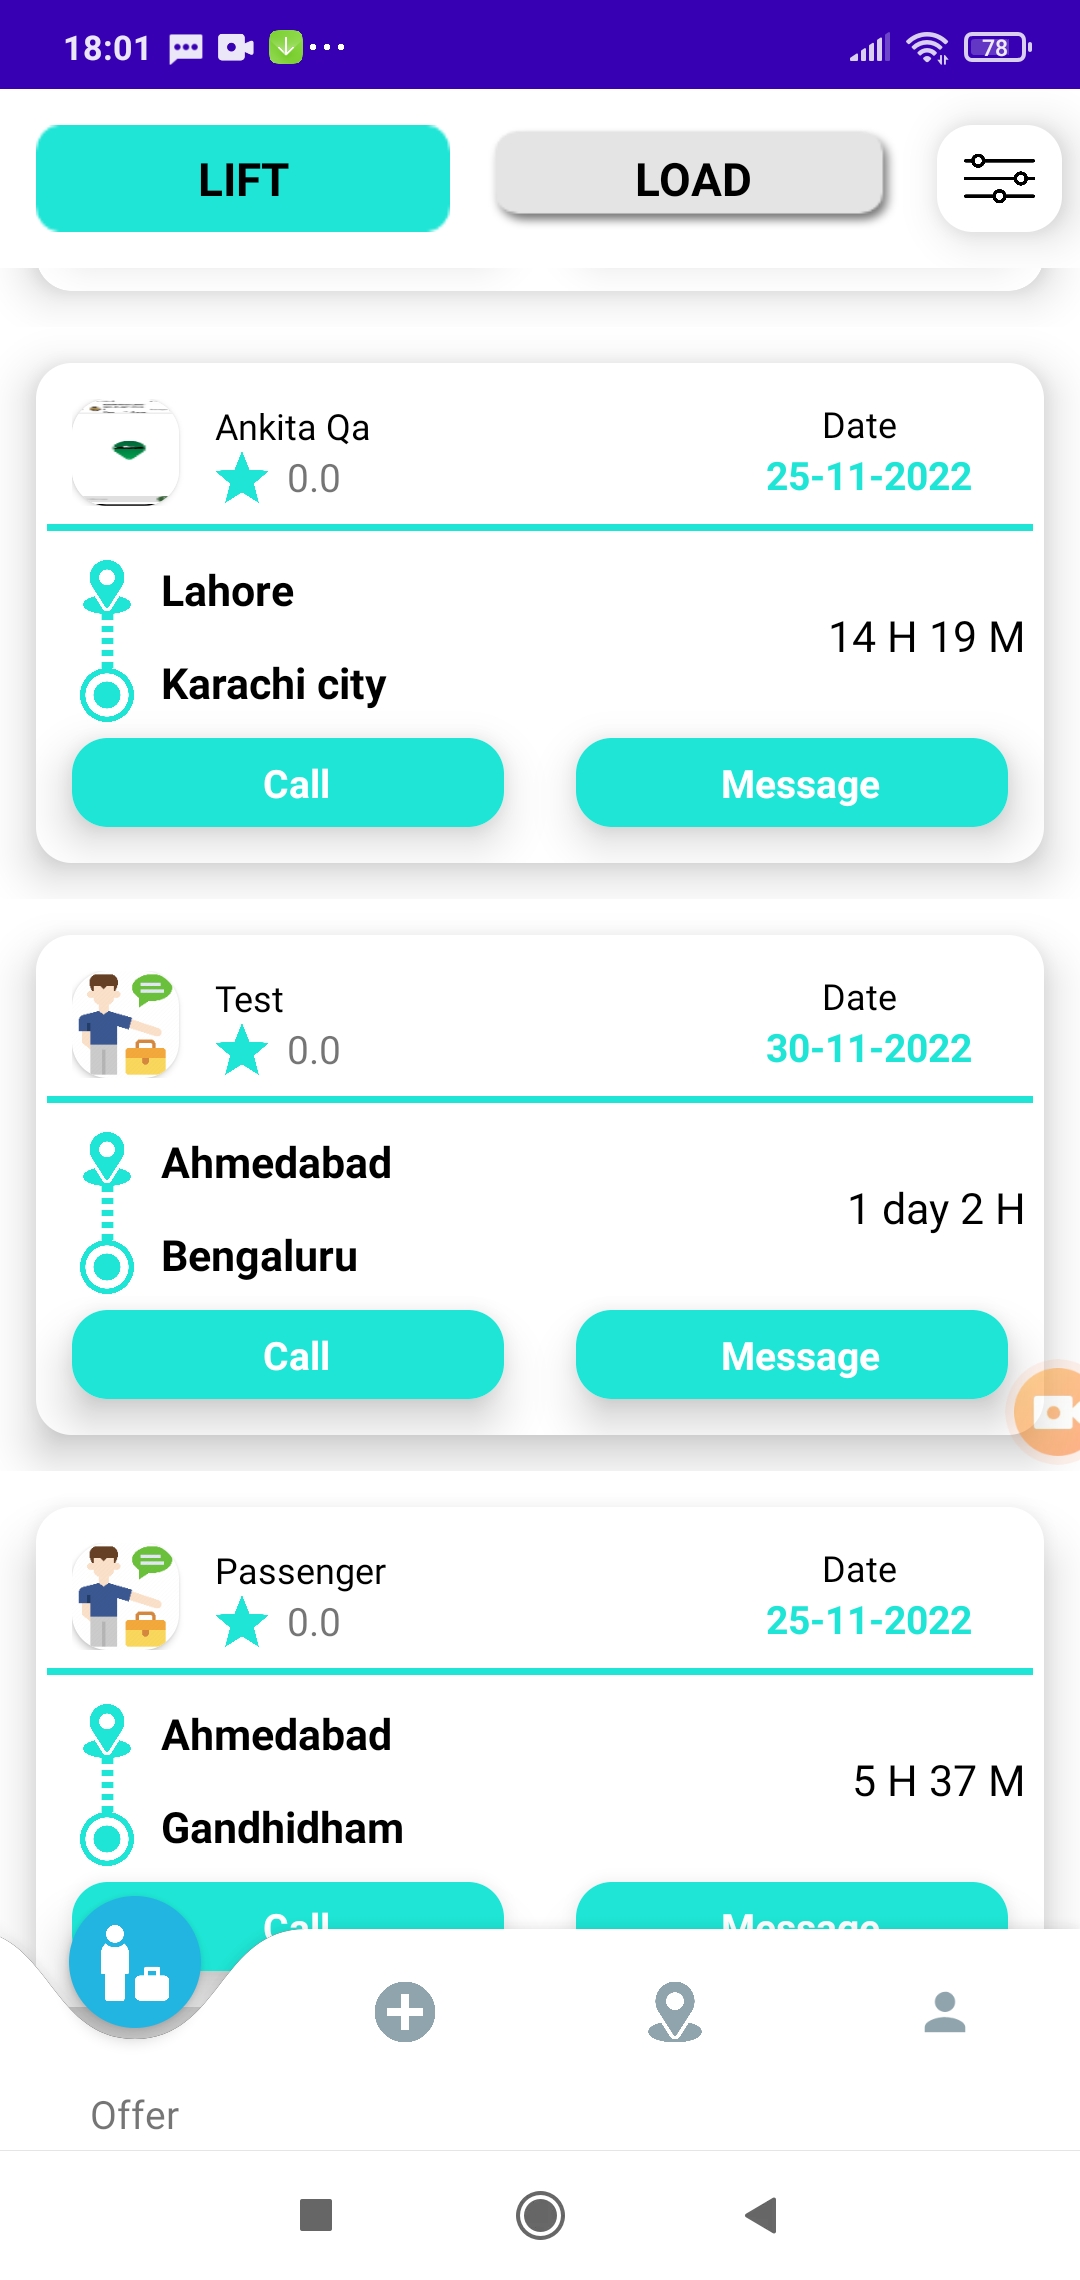 18:01
78
LIFT
LOAD
Ankita Qa
0.0
Date
25-11-2022
Lahore
Karachi city
14 H 19 M
Call
Message
Test
0.0
Date
30-11-2022
Ahmedabad
Bengaluru
1 day 2 H
Call
Message
Passenger
0.0
Date
25-11-2022
Ahmedabad
Gandhidham
5 H 37 M
Call
Message
Offer